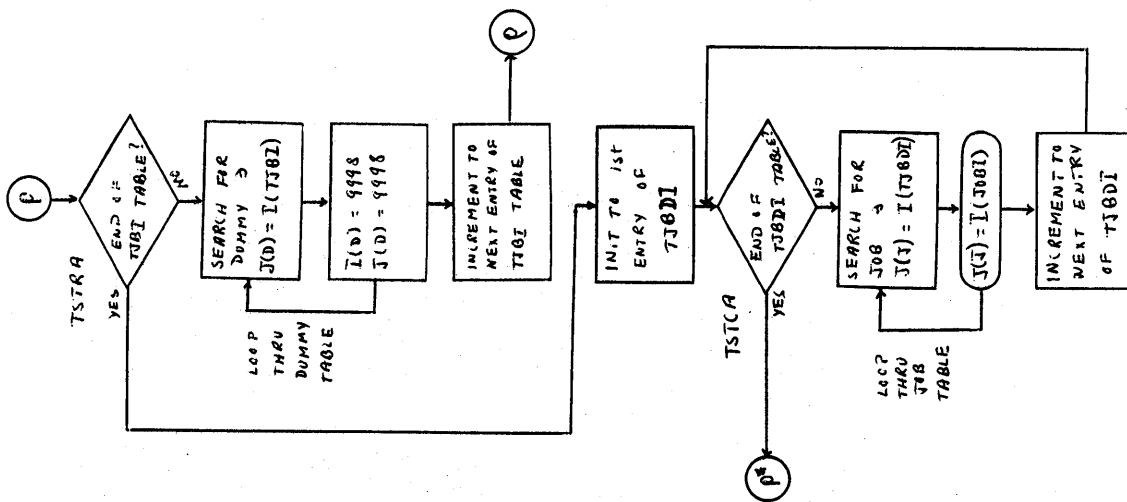 ρ
TSTRA
END OF
TJBI TABLE?
YES
NO
SEARCH FOR
DUMMY ∋
J(D) = I(TJBI)
LOOP
THRU
DUMMY
TABLE
I(D) = 9998
J(D) = 9998
INCREMENT TO
NEXT ENTRY OF
TJBI TABLE
ρ
INIT TO 1st
ENTRY OF
TJBDI
TSTCA
END OF
TJBDI TABLE?
YES
NO
ρ*
SEARCH FOR
JOB ∋
J(J) = I(TJBDI)
LOOP
THRU
JOB
TABLE
J(J) = I(JOBI)
INCREMENT TO
NEXT ENTRY
OF TJBDI